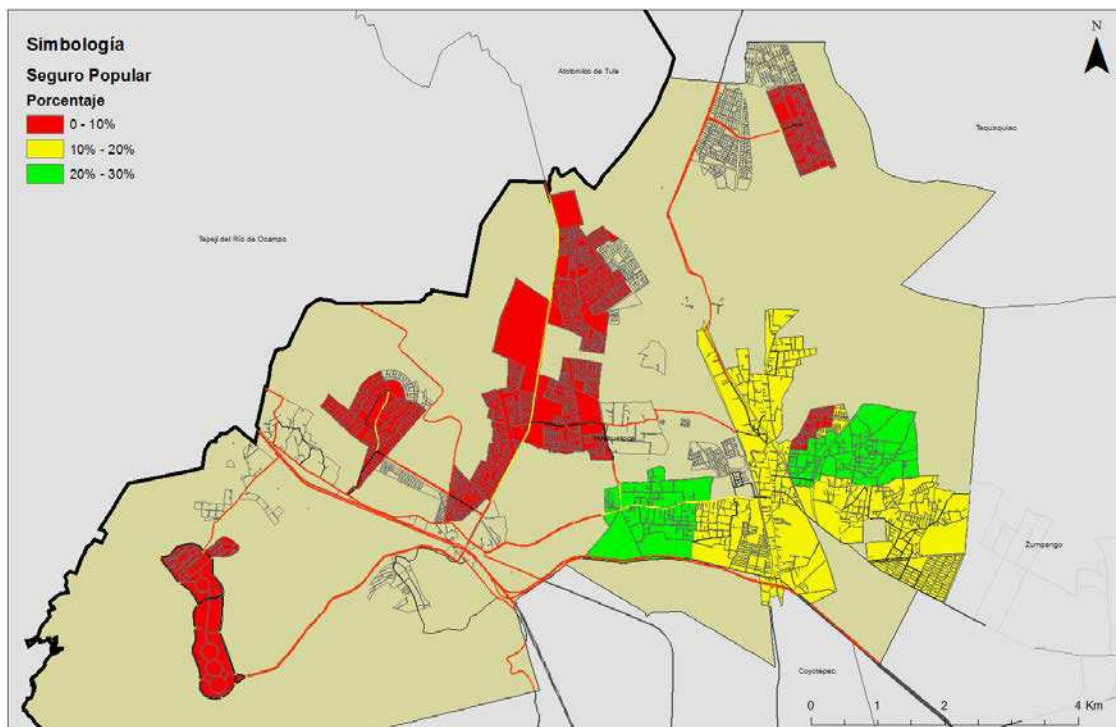 Simbología
Seguro Popular
Porcentaje
0 - 10%
10% - 20%
20% - 30%
N
Atotonilco de Tula
Tequixquiac
Tepeji del Río de Ocampo
Huehuetoca
Zumpango
Coyotepec
0 1 2 4 Km